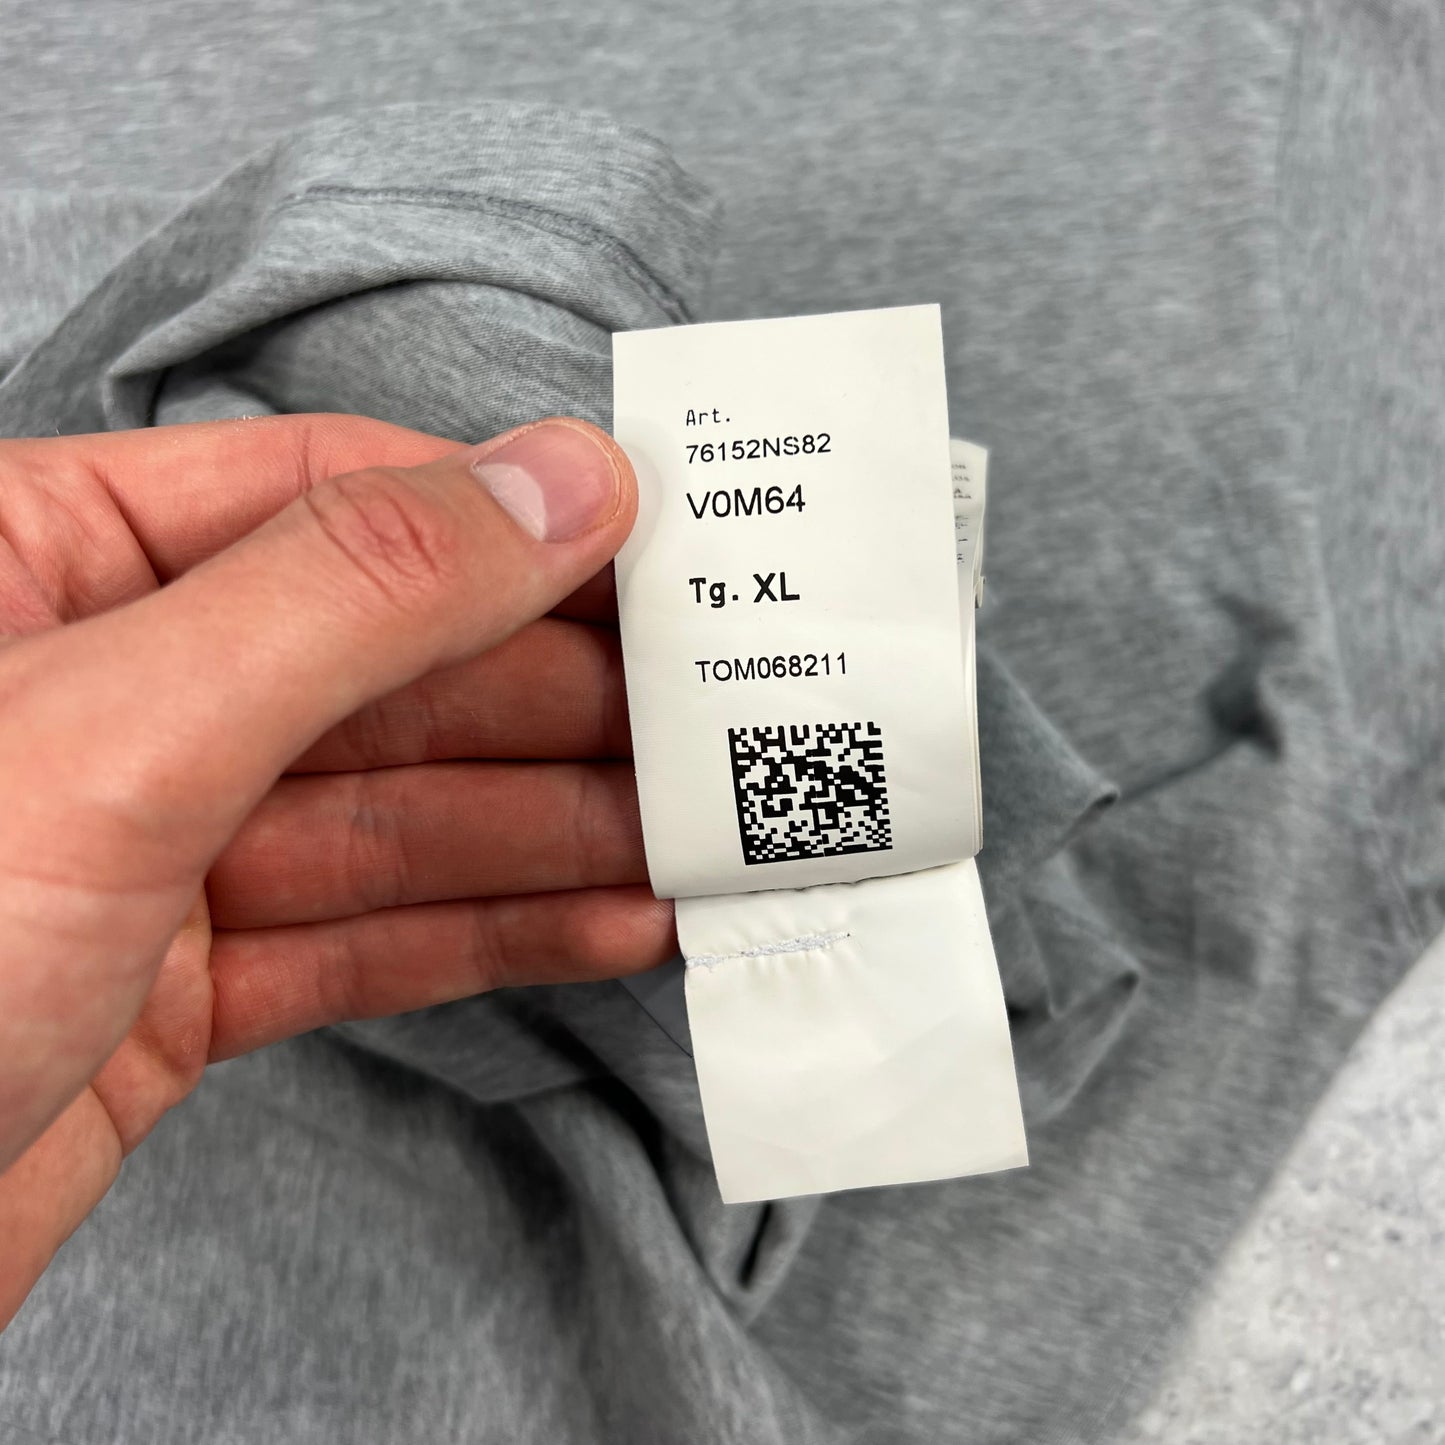 Art.
76152NS82
V0M64
Tg. XL
TOM068211